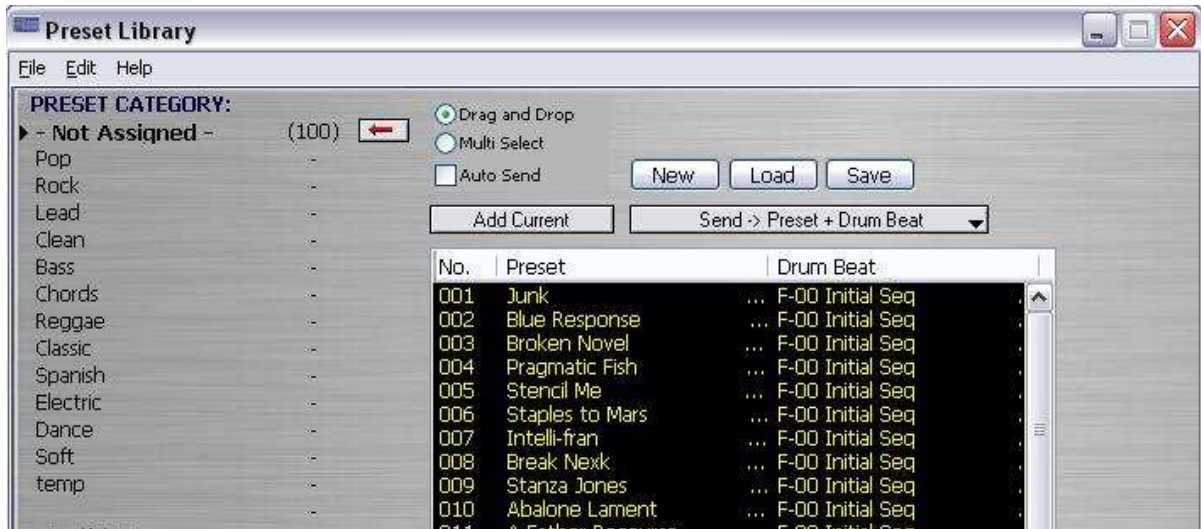 Preset Library
File Edit Help
PRESET CATEGORY:
- Not Assigned - (100)
Pop -
Rock -
Lead -
Clean -
Bass -
Chords -
Reggae -
Classic -
Spanish -
Electric -
Dance -
Soft -
temp -
-
Drag and Drop
Multi Select
Auto Send
New Load Save
Add Current Send -> Preset + Drum Beat
No. Preset Drum Beat
001 Junk ... F-00 Initial Seq .
002 Blue Response ... F-00 Initial Seq .
003 Broken Novel ... F-00 Initial Seq .
004 Pragmatic Fish ... F-00 Initial Seq .
005 Stencil Me ... F-00 Initial Seq .
006 Staples to Mars ... F-00 Initial Seq .
007 Intelli-fran ... F-00 Initial Seq .
008 Break Nexk ... F-00 Initial Seq .
009 Stanza Jones ... F-00 Initial Seq .
010 Abalone Lament ... F-00 Initial Seq .